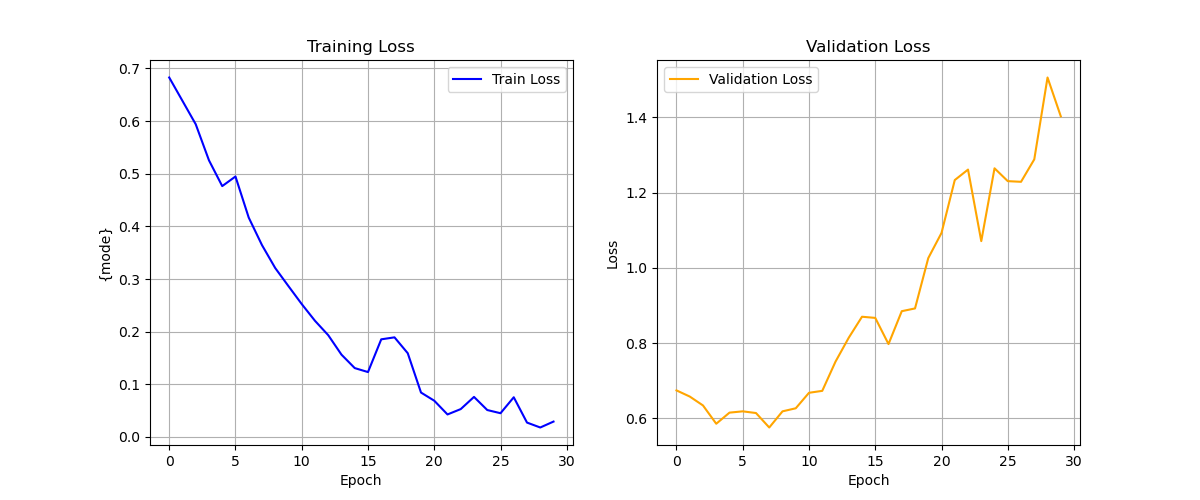 Training Loss
Train Loss
0.7
0.6
0.5
0.4
0.3
0.2
0.1
0.0
{mode}
0 5 10 15 20 25 30
Epoch
Validation Loss
Validation Loss
1.4
1.2
1.0
0.8
0.6
Loss
0 5 10 15 20 25 30
Epoch